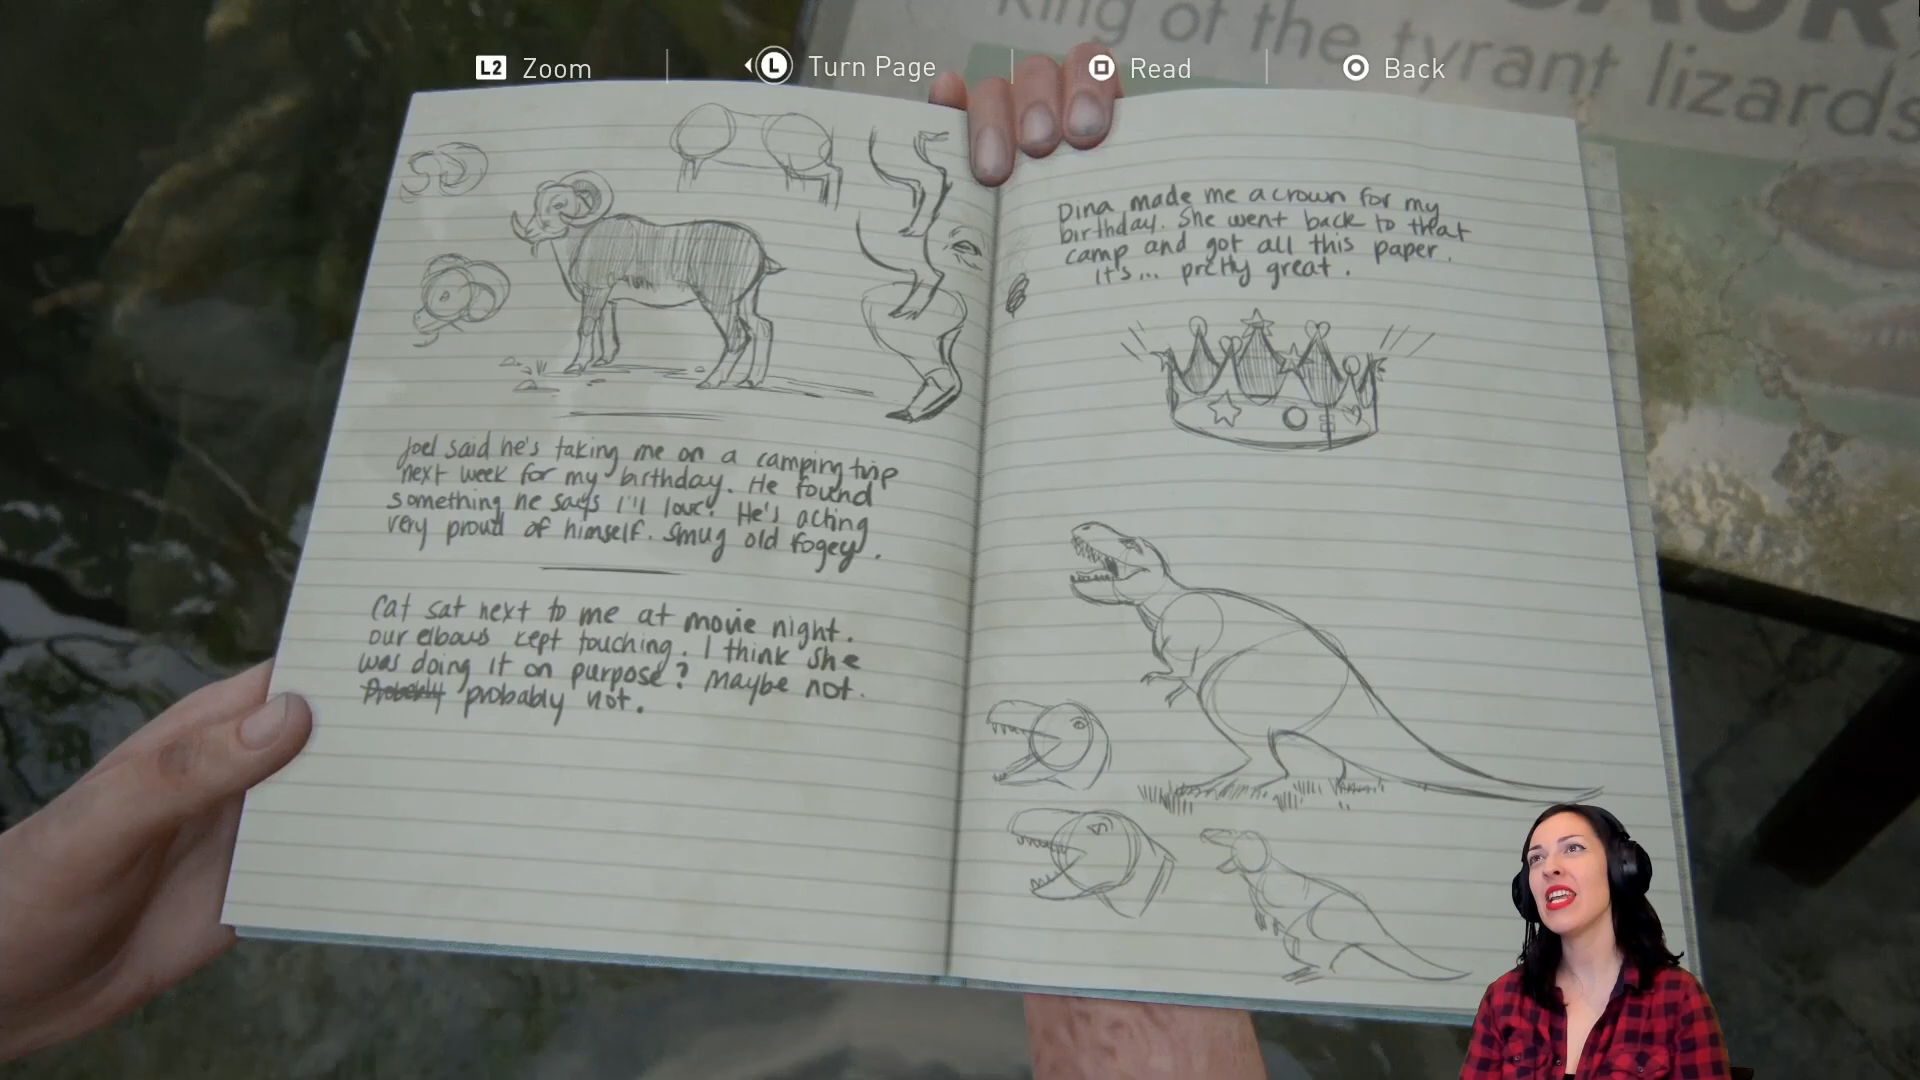 L2 Zoom
L Turn Page
Read
Back
King of the tyrant lizards
Joel said he's taking me on a camping trip
next week for my birthday. He found
something he says I'll love. He's acting
very proud of himself. Smug old fogey.
Cat sat next to me at movie night.
our elbows kept touching. I think she
was doing it on purpose? Maybe not.
Probably probably not.
Dina made me a crown for my
birthday. She went back to that
camp and got all this paper.
It's... pretty great.